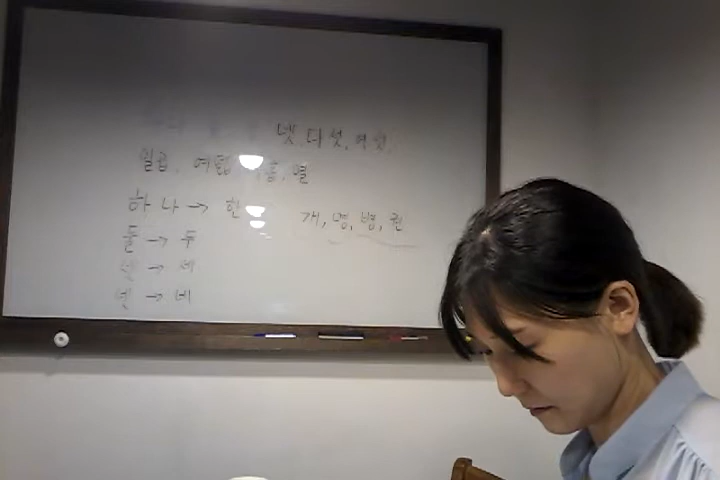 넷, 다섯, 여섯,
일곱, 여덟, 홉, 열
하나 → 한
개, 명, 병, 권
둘 → 두
셋 → 세
넷 → 네